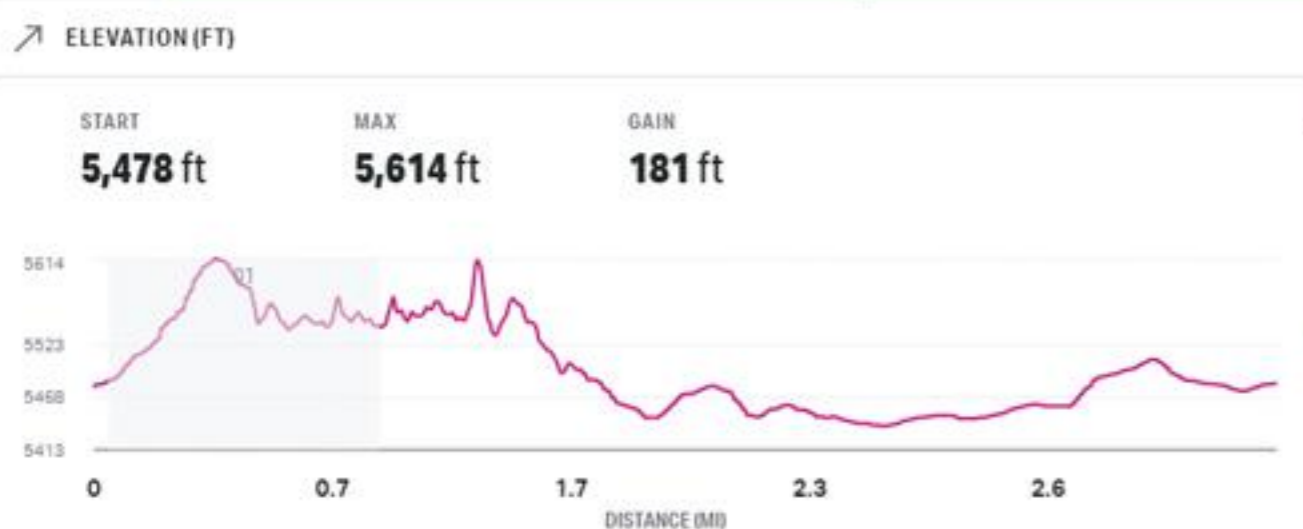 ELEVATION (FT)
START MAX GAIN
5,478 ft 5,614 ft 181 ft
5614
01
5523
5468
5413
0 0.7 1.7 2.3 2.6
DISTANCE (MI)